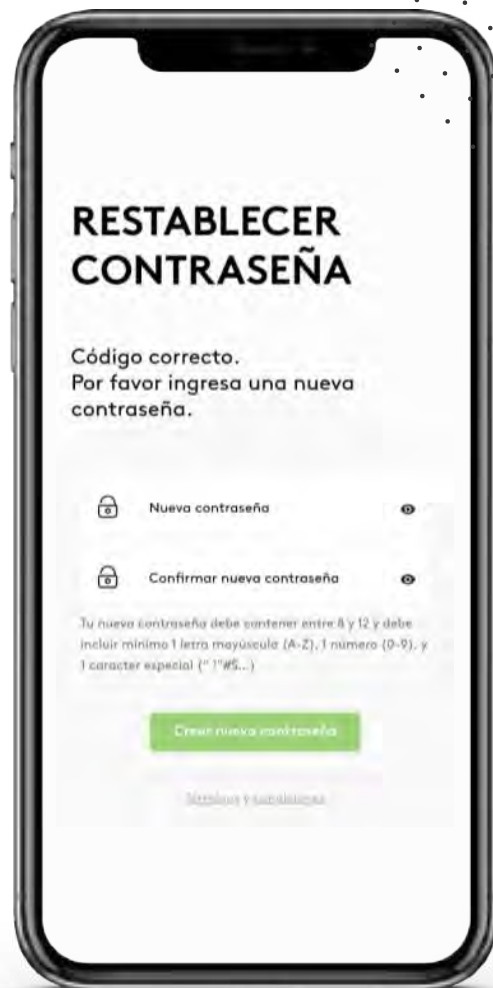 RESTABLECER
CONTRASEÑA
Código correcto.
Por favor ingresa una nueva
contraseña.
Nueva contraseña
Confirmar nueva contraseña
Tu nueva contraseña debe contener entre 8 y 12 y debe
incluir mínimo 1 letra mayúscula (A-Z), 1 número (0-9), y
1 caracter especial (" !"#$...)
Crear nueva contraseña
Términos y condiciones